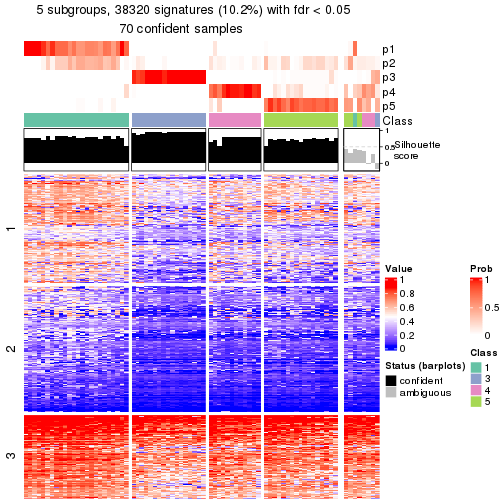 5 subgroups, 38320 signatures (10.2%) with fdr < 0.05
70 confident samples
p1
p2
p3
p4
p5
Class
1
0.5
0
Silhouette
score
1
2
3
Value
1
0.8
0.6
0.4
0.2
0
Status (barplots)
confident
ambiguous
Prob
1
0.5
0
Class
1
3
4
5